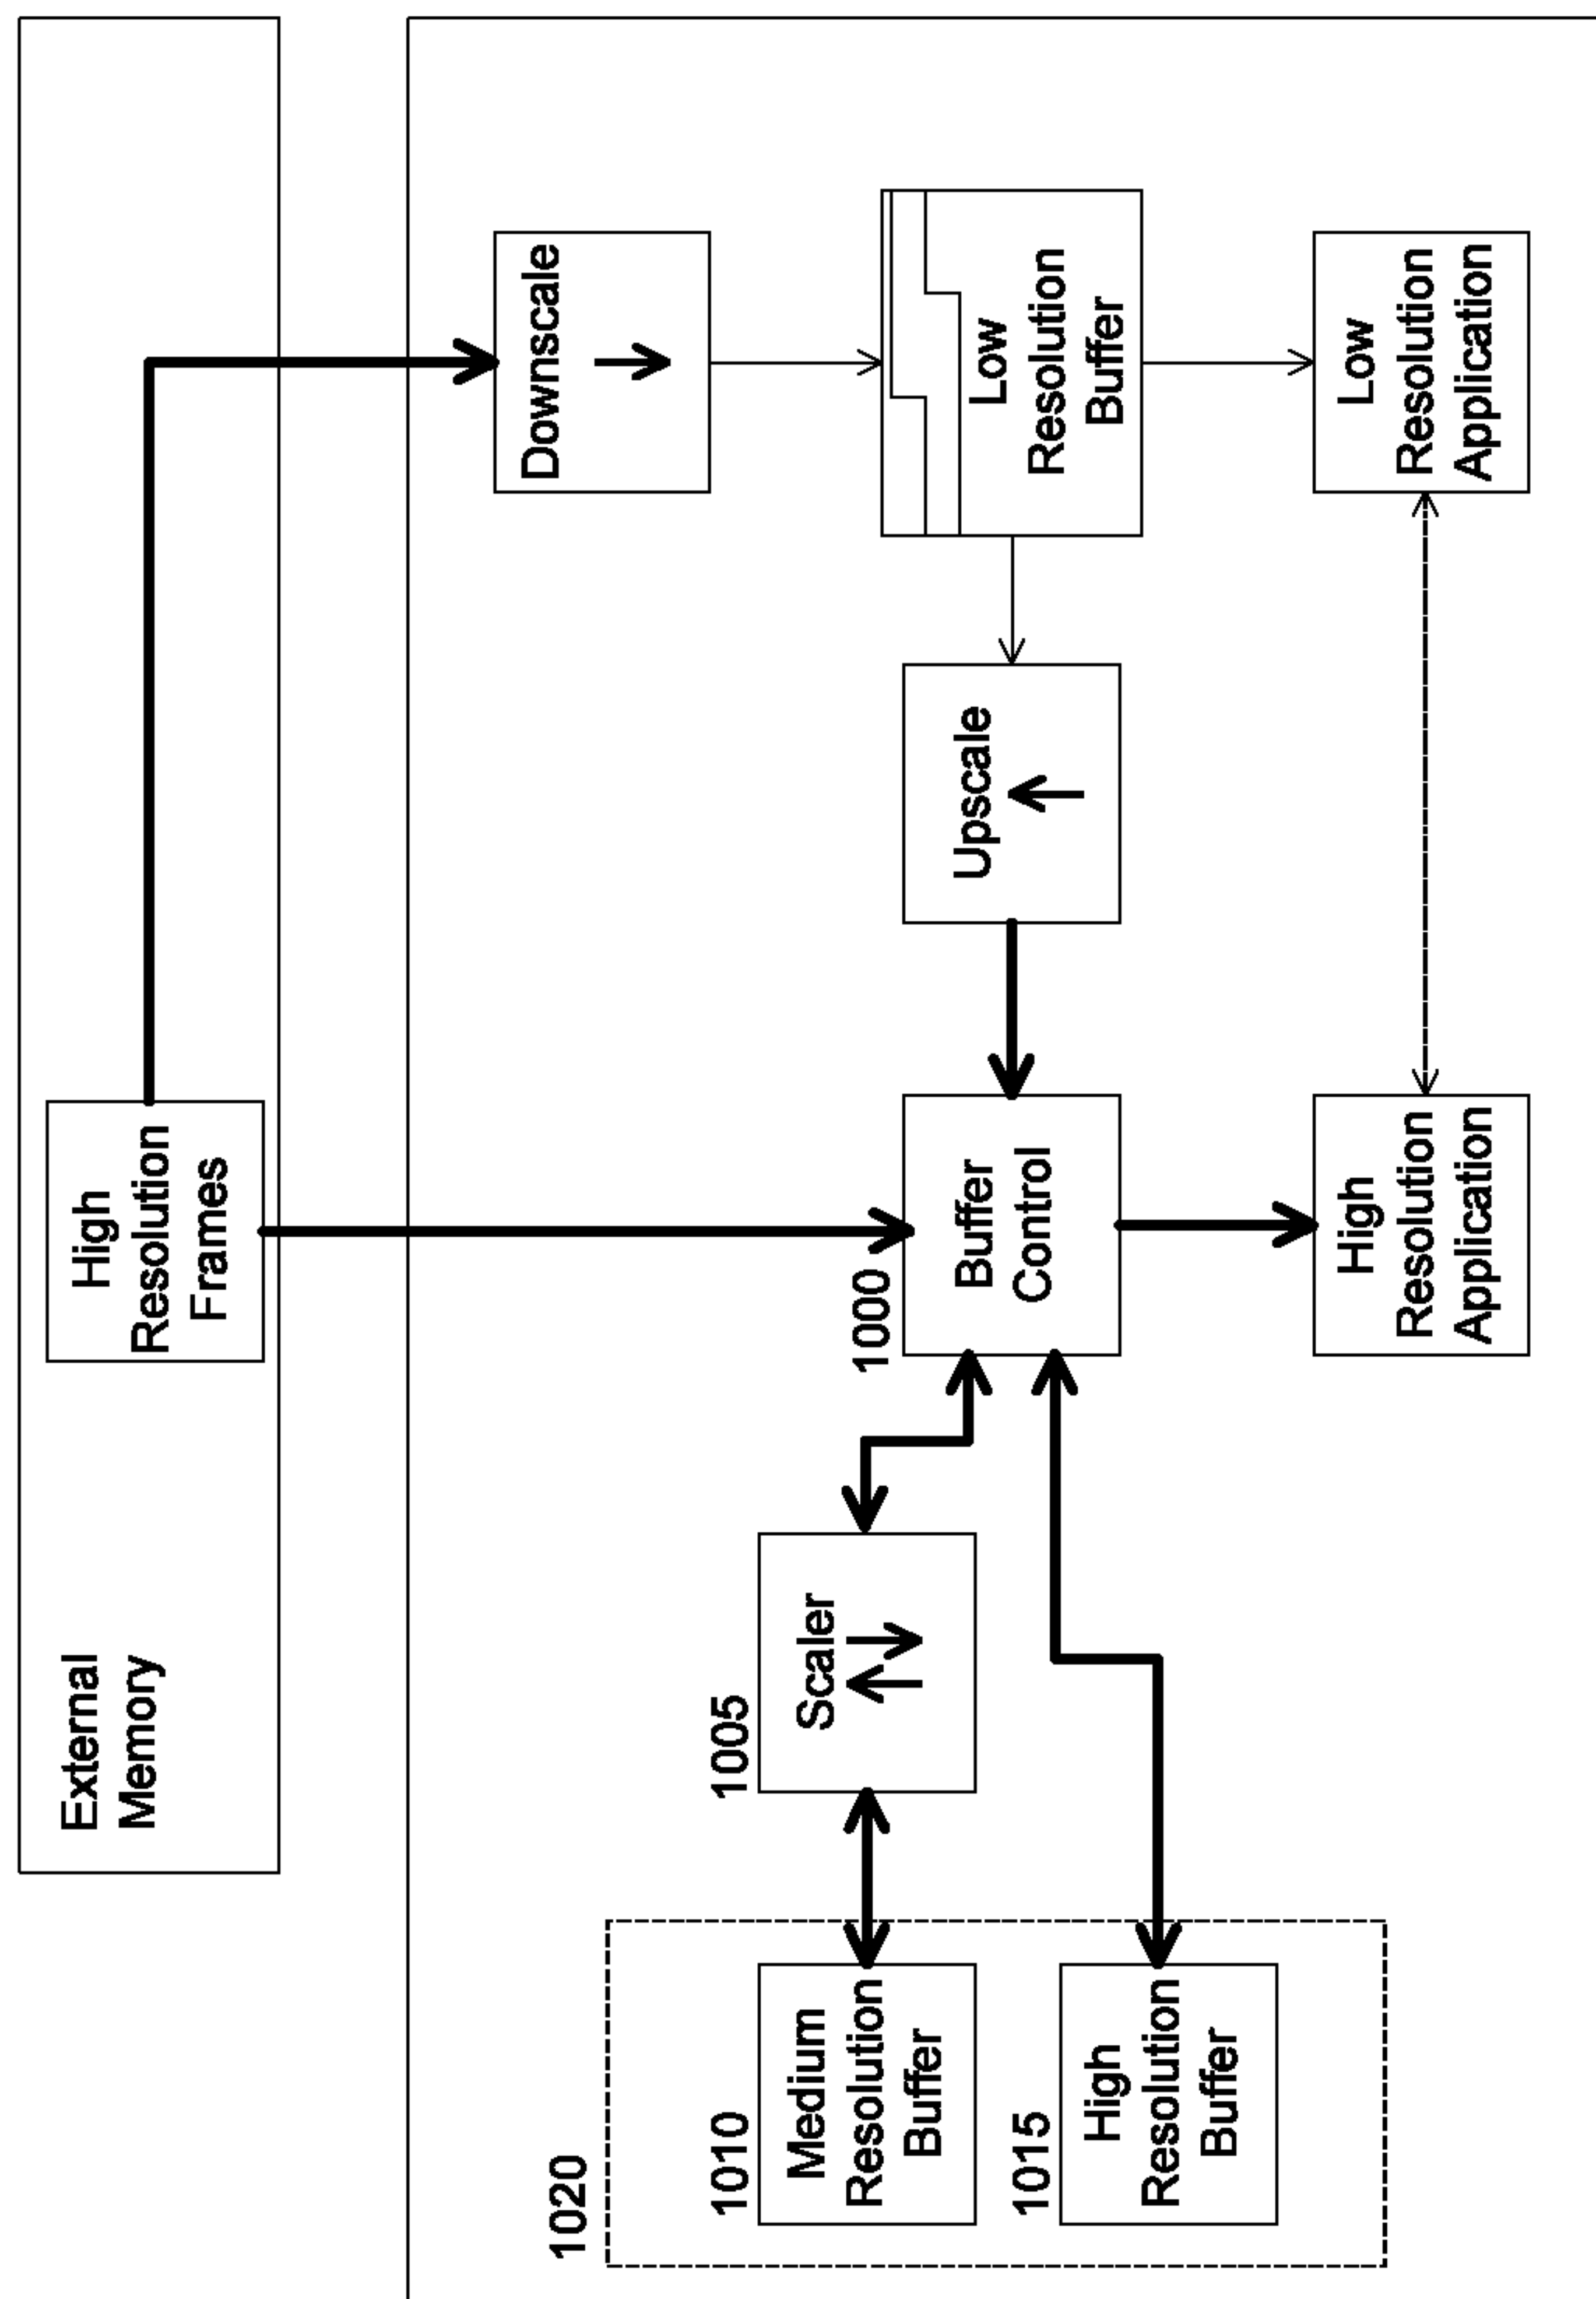 External
Memory
High
Resolution
Frames
Downscale
1020
1010
Medium
Resolution
Buffer
1005
Scaler
1000
Buffer
Control
Upscale
Low
Resolution
Buffer
1015
High
Resolution
Buffer
High
Resolution
Application
Low
Resolution
Application